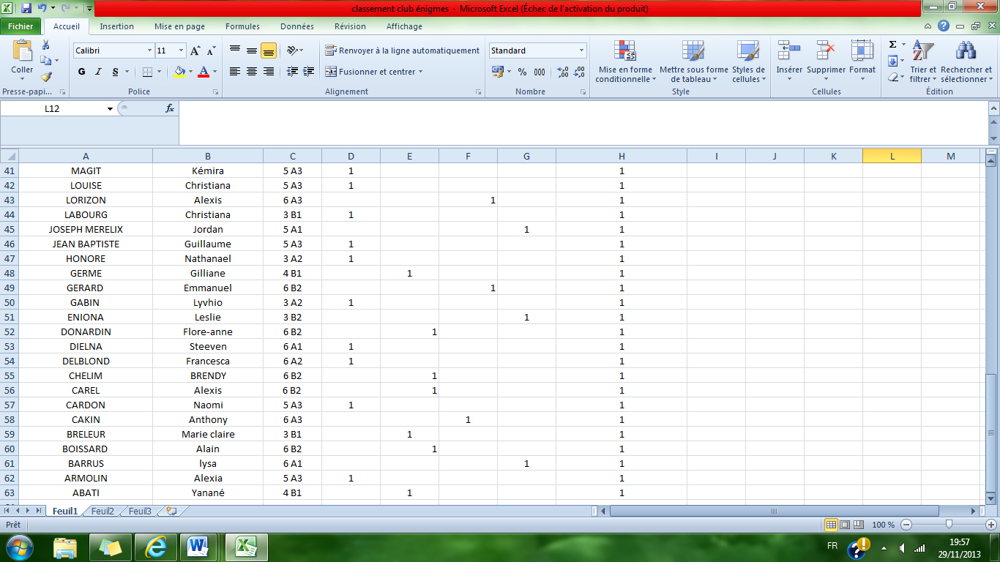 classement club énigmes - Microsoft Excel (Échec de l'activation du produit)
Fichier Accueil Insertion Mise en page Formules Données Révision Affichage
Coller Calibri 11 Renvoyer à la ligne automatiquement Standard Mise en forme conditionnelle Mettre sous forme de tableau Styles de cellules Insérer Supprimer Format Σ Trier et filtrer Rechercher et sélectionner
G I S Fusionner et centrer % 000
Presse-papi... Police Alignement Nombre Style Cellules Édition
L12 fx
A B C D E F G H I J K L M
41 MAGIT Kémira 5 A3 1 1
42 LOUISE Christiana 5 A3 1 1
43 LORIZON Alexis 6 A3 1 1
44 LABOURG Christiana 3 B1 1 1
45 JOSEPH MERELIX Jordan 5 A1 1 1
46 JEAN BAPTISTE Guillaume 5 A3 1 1
47 HONORE Nathanael 3 A2 1 1
48 GERME Gilliane 4 B1 1 1
49 GERARD Emmanuel 6 B2 1 1
50 GABIN Lyvhio 3 A2 1 1
51 ENIONA Leslie 3 B2 1 1
52 DONARDIN Flore-anne 6 B2 1 1
53 DIELNA Steeven 6 A1 1 1
54 DELBLOND Francesca 6 A2 1 1
55 CHELIM BRENDY 6 B2 1 1
56 CAREL Alexis 6 B2 1 1
57 CARDON Naomi 5 A3 1 1
58 CAKIN Anthony 6 A3 1 1
59 BRELEUR Marie claire 3 B1 1 1
60 BOISSARD Alain 6 B2 1 1
61 BARRUS lysa 6 A1 1 1
62 ARMOLIN Alexia 5 A3 1 1
63 ABATI Yanané 4 B1 1 1
Feuil1 Feuil2 Feuil3
Prêt 100 %
FR 19:57
29/11/2013